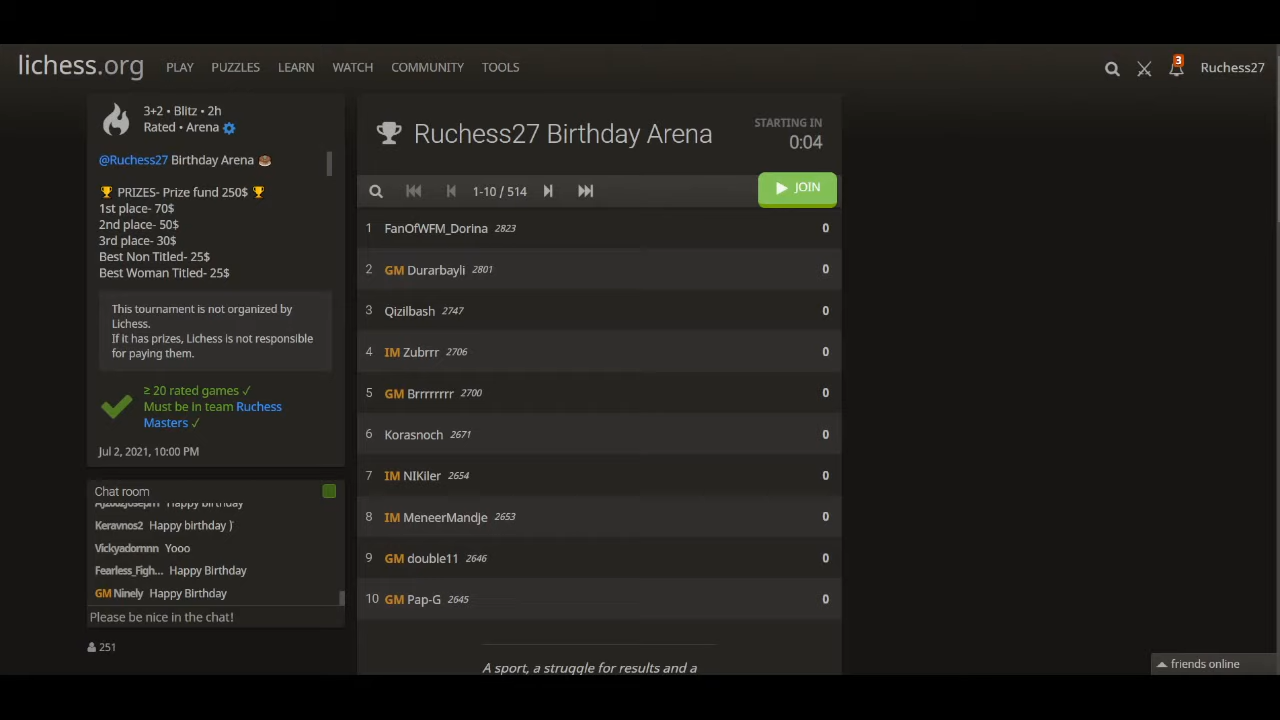 lichess.org PLAY PUZZLES LEARN WATCH COMMUNITY TOOLS 3 Ruchess27
3+2 • Blitz • 2h
Rated • Arena
@Ruchess27 Birthday Arena
🏆 PRIZES- Prize fund 250$ 🏆
1st place- 70$
2nd place- 50$
3rd place- 30$
Best Non Titled- 25$
Best Woman Titled- 25$
This tournament is not organized by
Lichess.
If it has prizes, Lichess is not responsible
for paying them.
≥ 20 rated games ✓
Must be in team Ruchess
Masters ✓
Jul 2, 2021, 10:00 PM
Chat room
Happy birthday
Keravnos2 Happy birthday )
Vickyadornnn Yooo
Fearless_Figh... Happy Birthday
GM Ninely Happy Birthday
Please be nice in the chat!
251
Ruchess27 Birthday Arena
STARTING IN
0:04
1-10 / 514
JOIN
1 FanOfWFM_Dorina 2823 0
2 GM Durarbayli 2801 0
3 Qizilbash 2747 0
4 IM Zubrrr 2706 0
5 GM Brrrrrrrr 2700 0
6 Korasnoch 2671 0
7 IM NIKiler 2654 0
8 IM MeneerMandje 2653 0
9 GM double11 2646 0
10 GM Pap-G 2645 0
A sport, a struggle for results and a
friends online